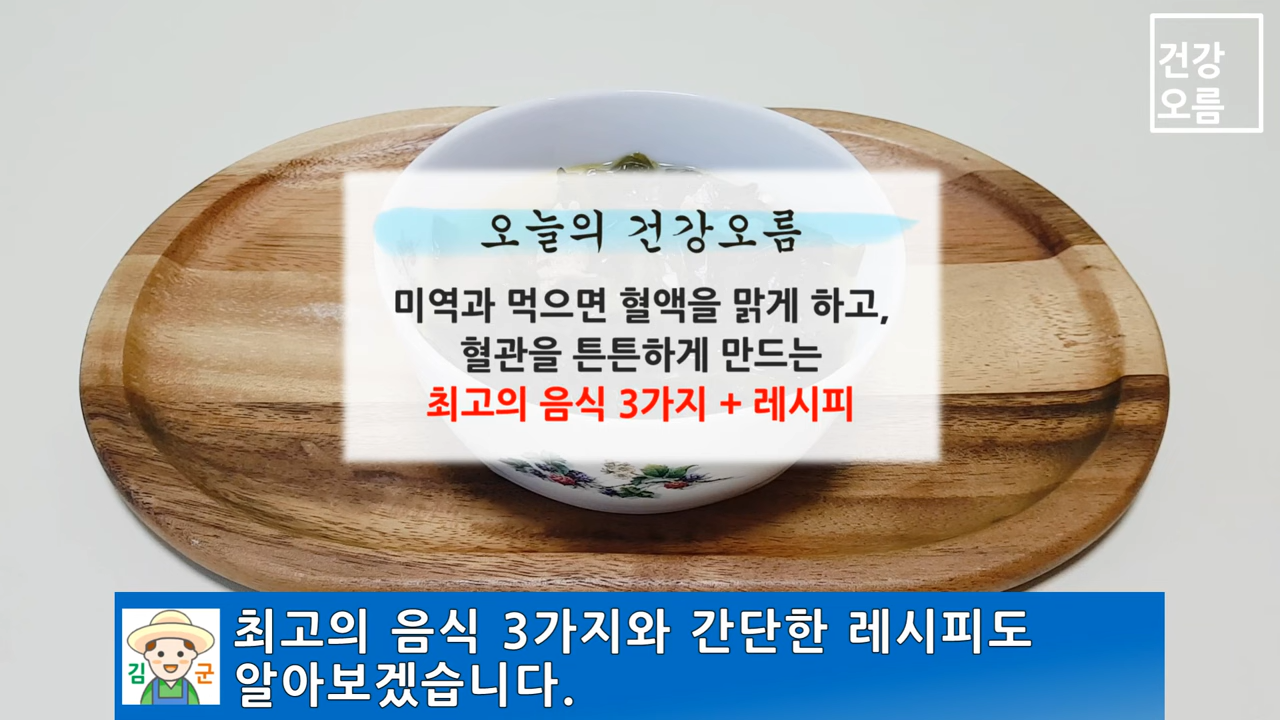 건강
오름
오늘의 건강오름
미역과 먹으면 혈액을 맑게 하고,
혈관을 튼튼하게 만드는
최고의 음식 3가지 + 레시피
김 군
최고의 음식 3가지와 간단한 레시피도
알아보겠습니다.